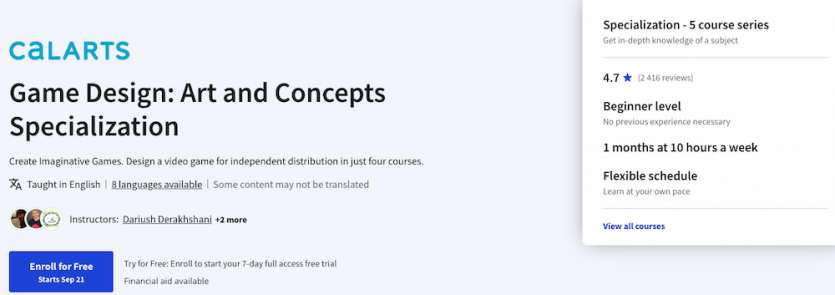 CALARTS
Game Design: Art and Concepts
Specialization
Create Imaginative Games. Design a video game for independent distribution in just four courses.
Taught in English | 8 languages available | Some content may not be translated
Instructors: Dariush Derakhshani +2 more
Enroll for Free
Starts Sep 21
Try for Free: Enroll to start your 7-day full access free trial
Financial aid available
Specialization - 5 course series
Get in-depth knowledge of a subject
4.7 ★ (2 416 reviews)
Beginner level
No previous experience necessary
1 months at 10 hours a week
Flexible schedule
Learn at your own pace
View all courses